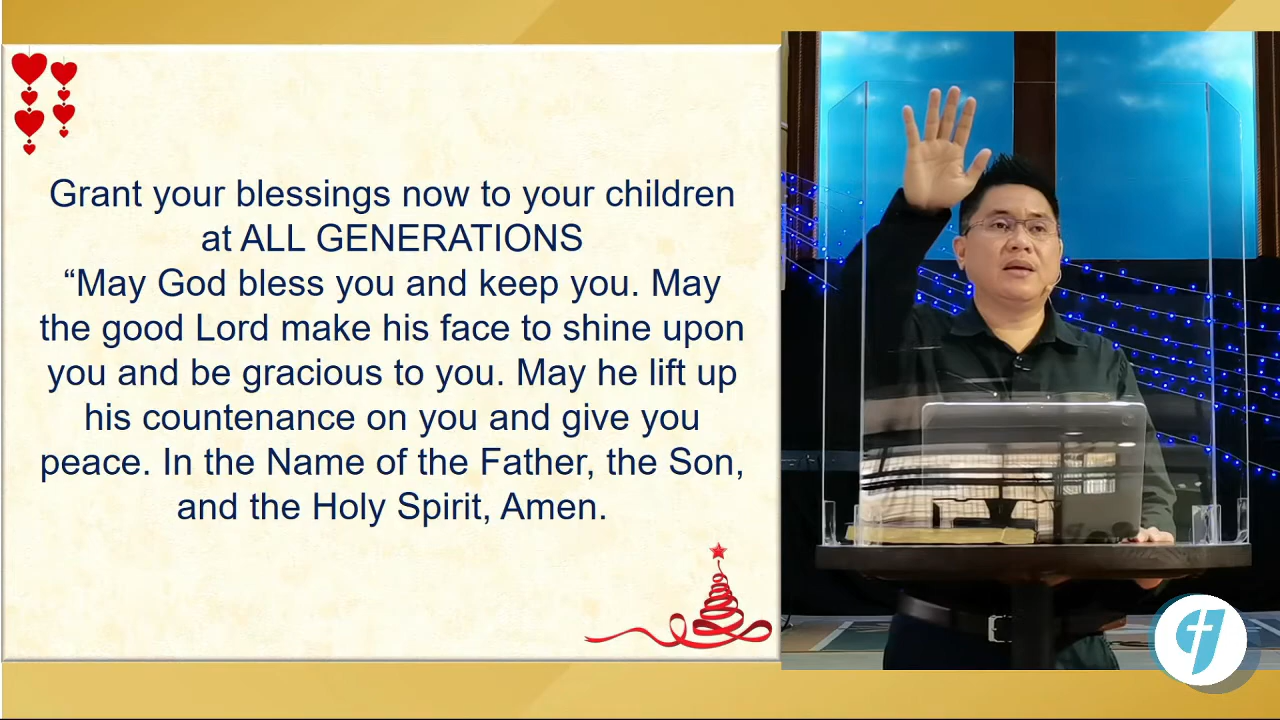 Grant your blessings now to your children
at ALL GENERATIONS
“May God bless you and keep you. May
the good Lord make his face to shine upon
you and be gracious to you. May he lift up
his countenance on you and give you
peace. In the Name of the Father, the Son,
and the Holy Spirit, Amen.